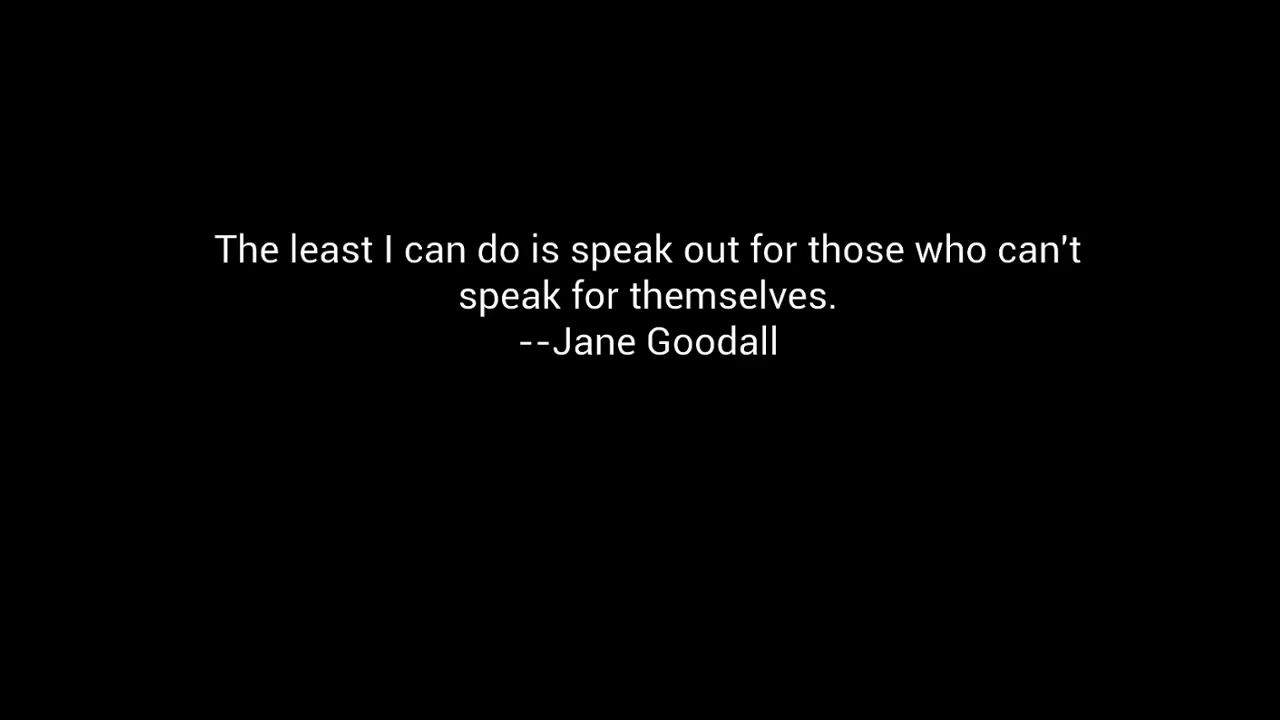 The least I can do is speak out for those who can't
speak for themselves.
--Jane Goodall